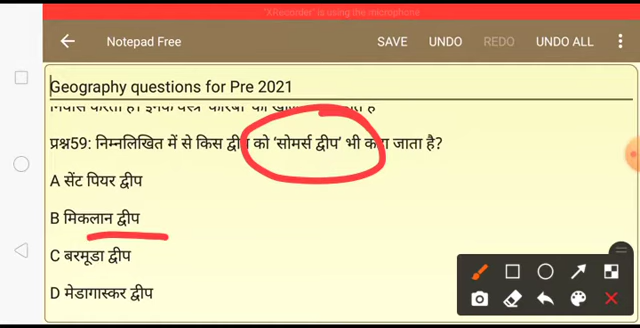 "XRecorder" is using the microphone
Notepad Free SAVE UNDO REDO UNDO ALL
Geography questions for Pre 2021
प्रश्न59: निम्नलिखित में से किस द्वीप को 'सोमर्स द्वीप' भी कहा जाता है?
A सेंट पियर द्वीप
B मिकलान द्वीप
C बरमूडा द्वीप
D मेडागास्कर द्वीप